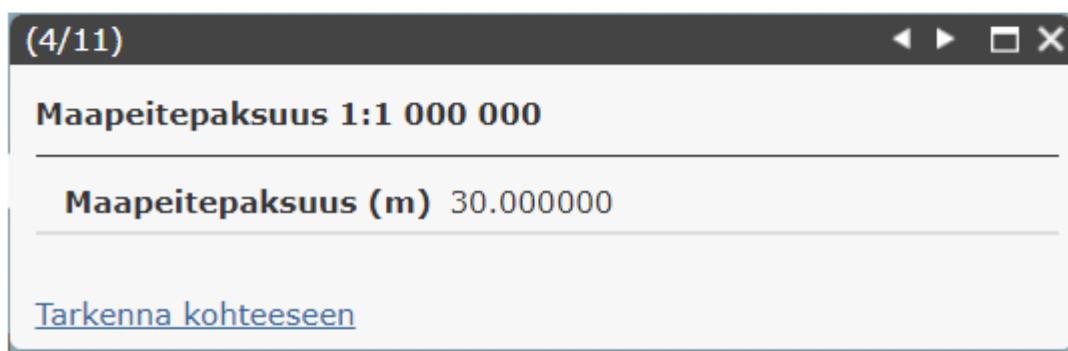 (4/11)
Maapeitepaksuus 1:1 000 000
Maapeitepaksuus (m) 30.000000
Tarkenna kohteeseen